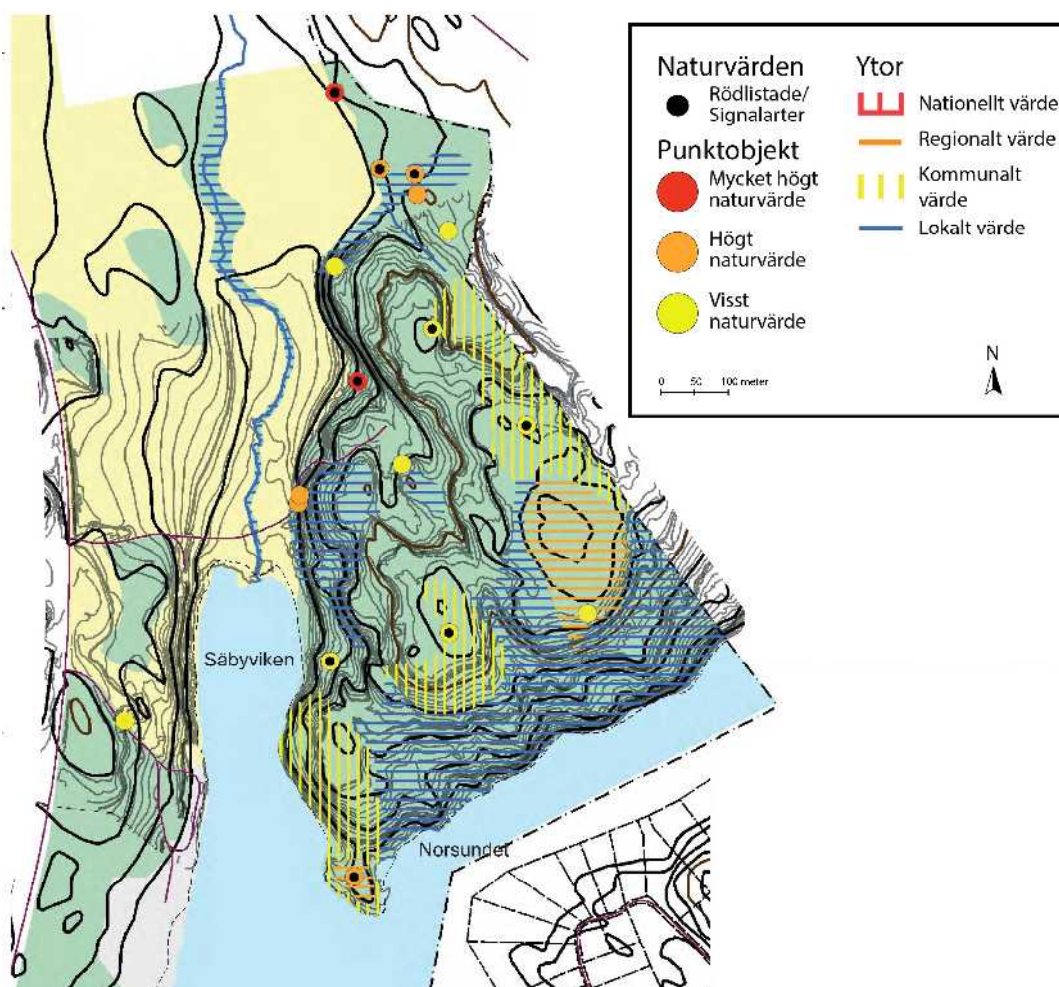 Naturvärden
Rödlistade/
Signalarter
Punktobjekt
Mycket högt
naturvärde
Högt
naturvärde
Visst
naturvärde
Ytor
Nationellt värde
Regionalt värde
Kommunalt
värde
Lokalt värde
0 50 100 meter
N
Säbyviken
Norsundet